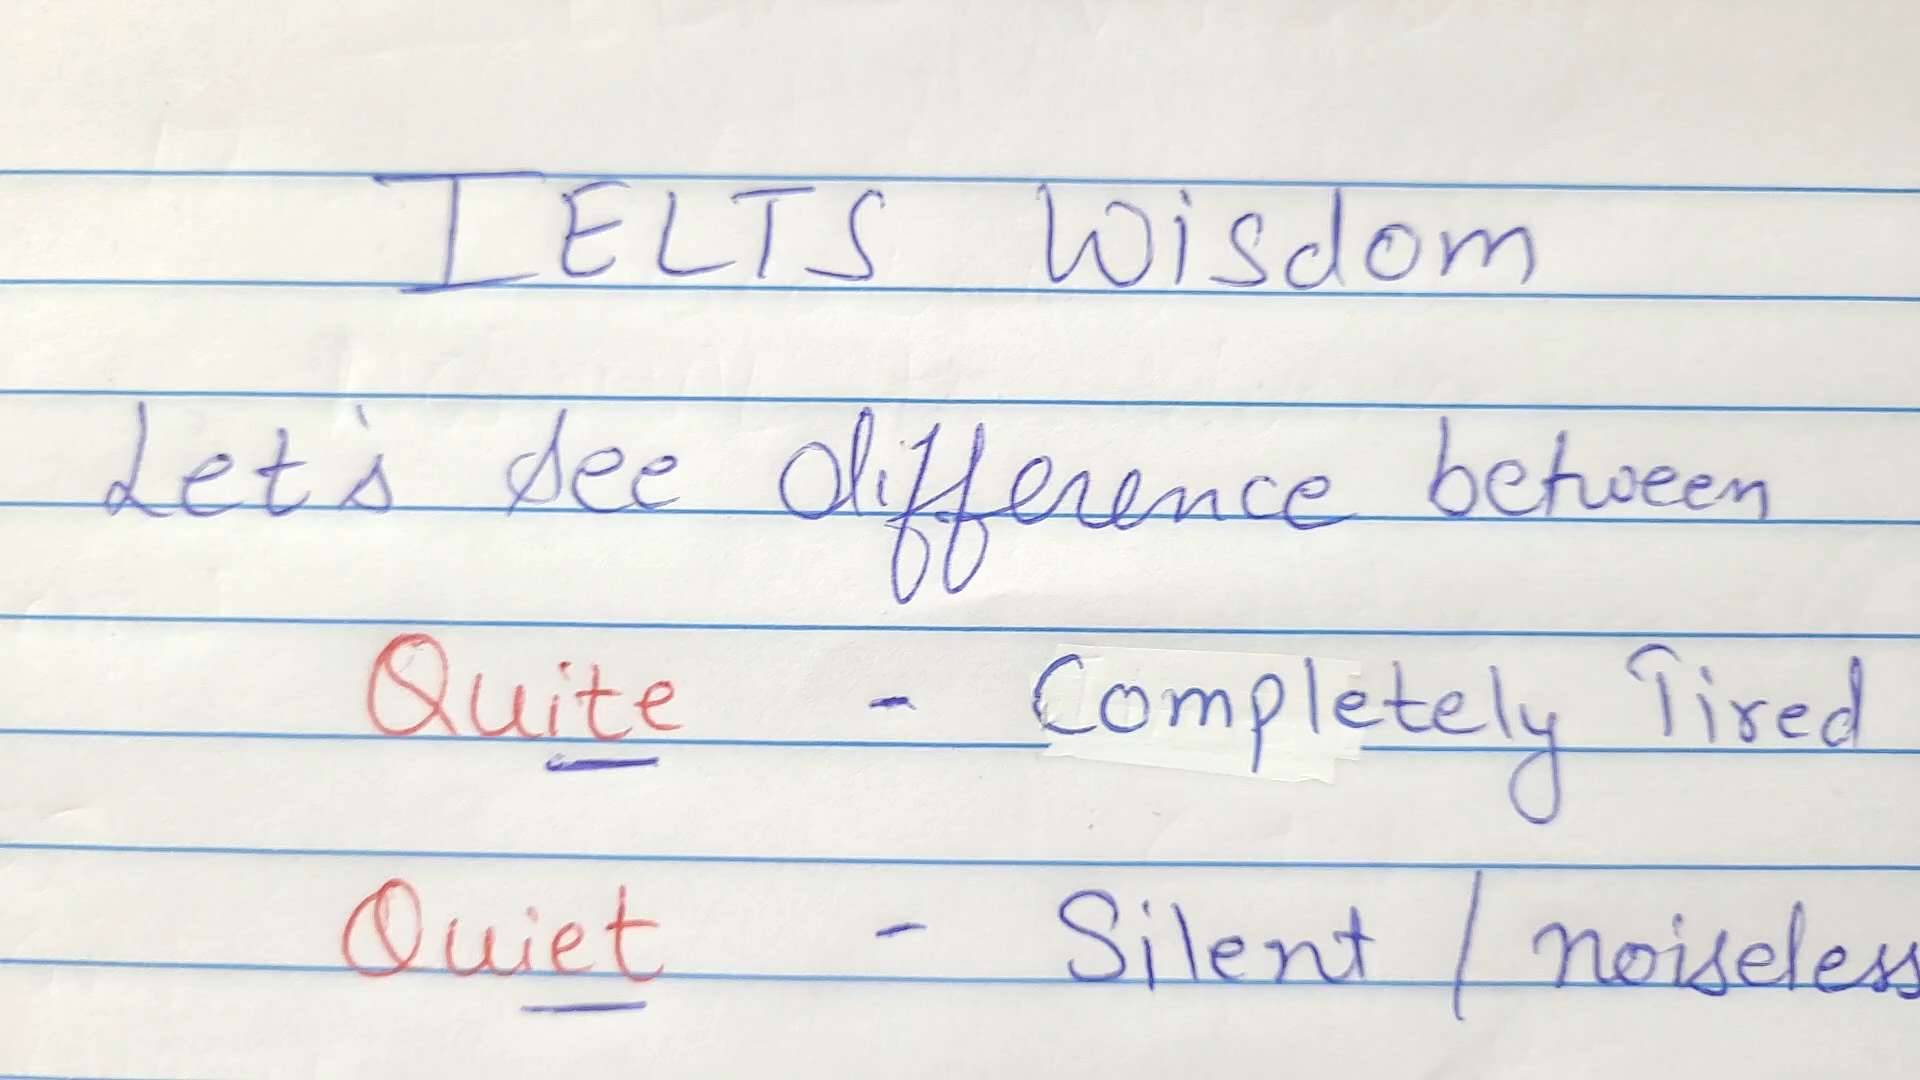 IELTS Wisdom
Let's see difference between
Quite - Completely Tired
Quiet - Silent / noiseless